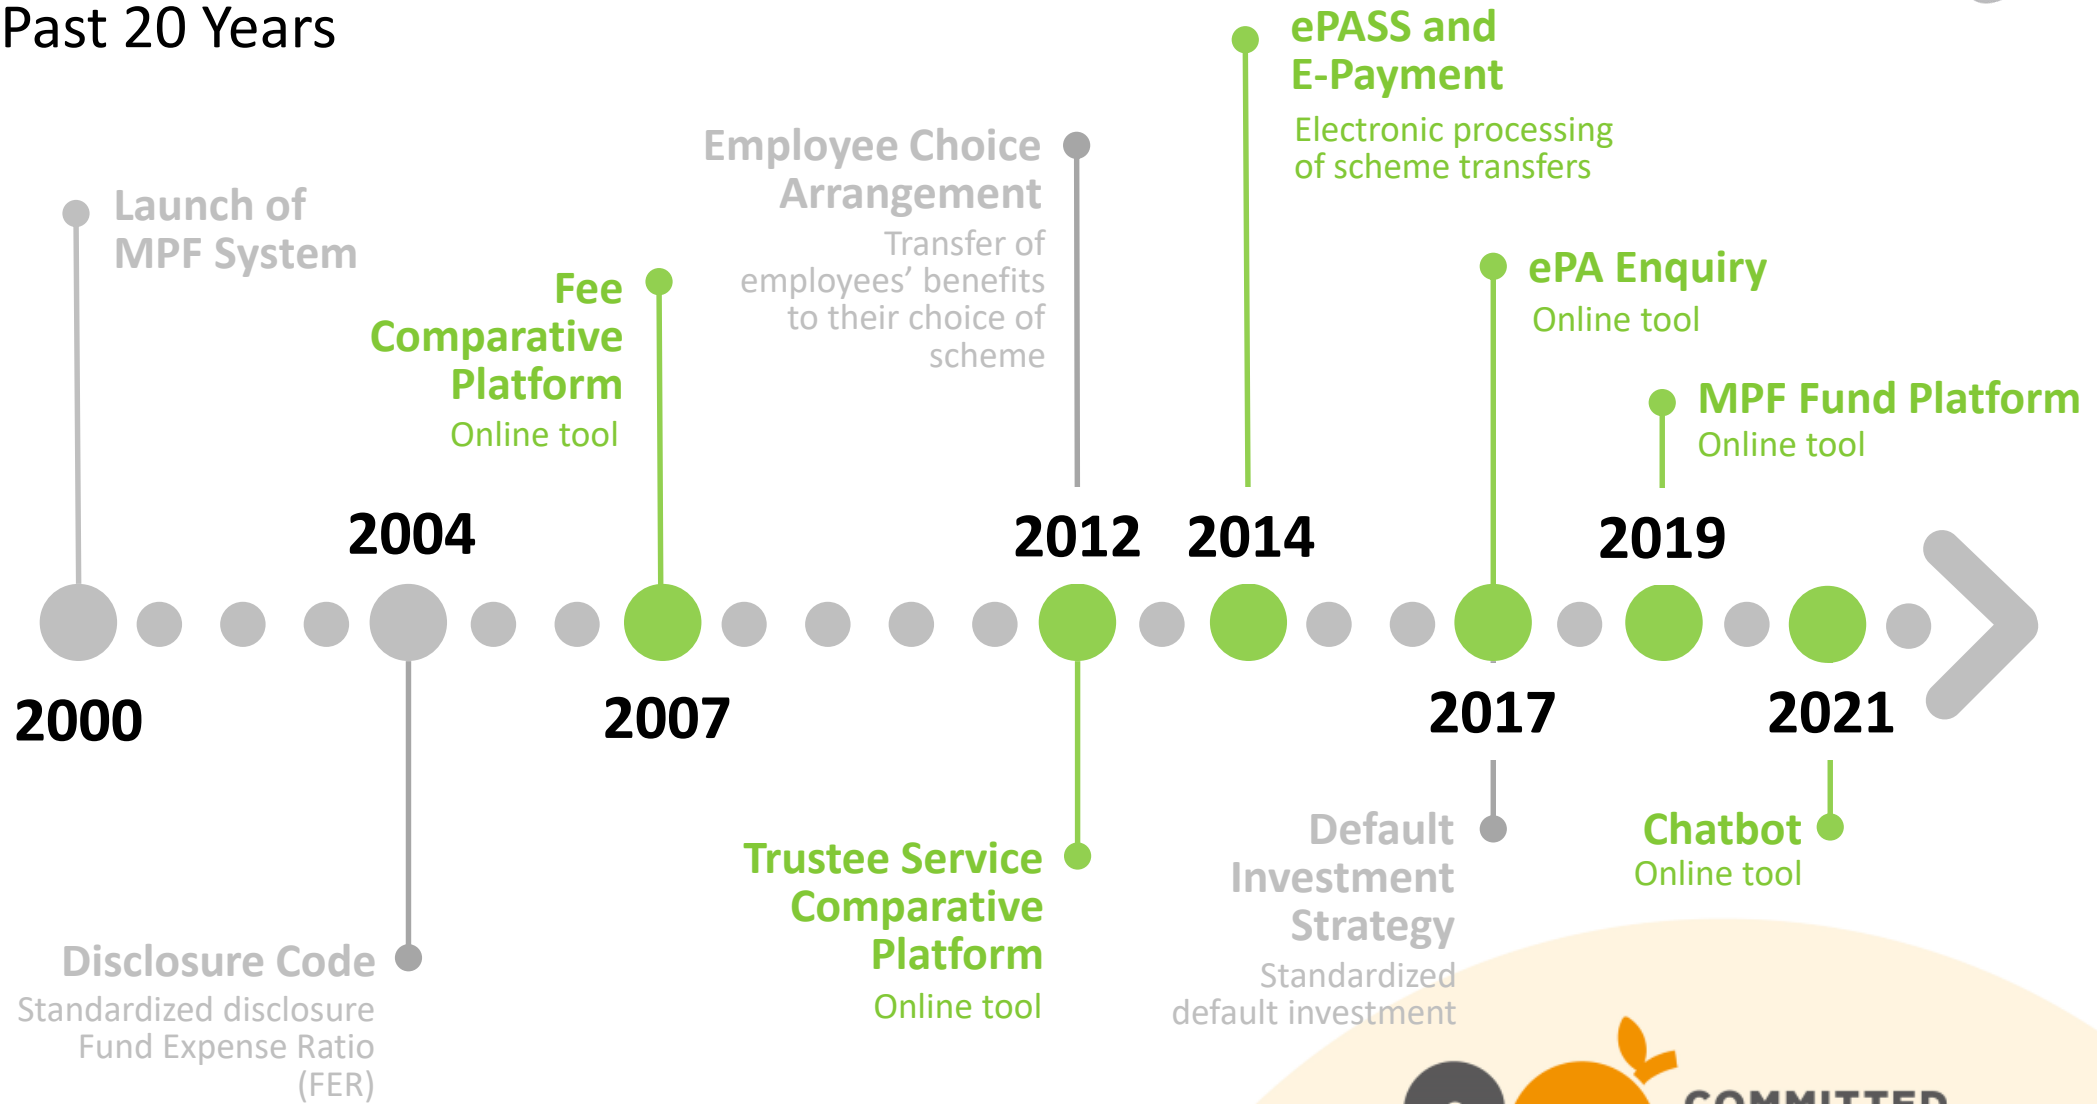 Past 20 Years
ePASS and
E-Payment
Electronic processing
of scheme transfers
Employee Choice
Arrangement
Transfer of
employees’ benefits
to their choice of
scheme
Launch of
MPF System
Fee
Comparative
Platform
Online tool
ePA Enquiry
Online tool
MPF Fund Platform
Online tool
2004
2012
2014
2019
2000
2007
2017
2021
Trustee Service
Comparative
Platform
Online tool
Default
Investment
Strategy
Standardized
default investment
Chatbot
Online tool
Disclosure Code
Standardized disclosure
Fund Expense Ratio
(FER)
COMMITTED